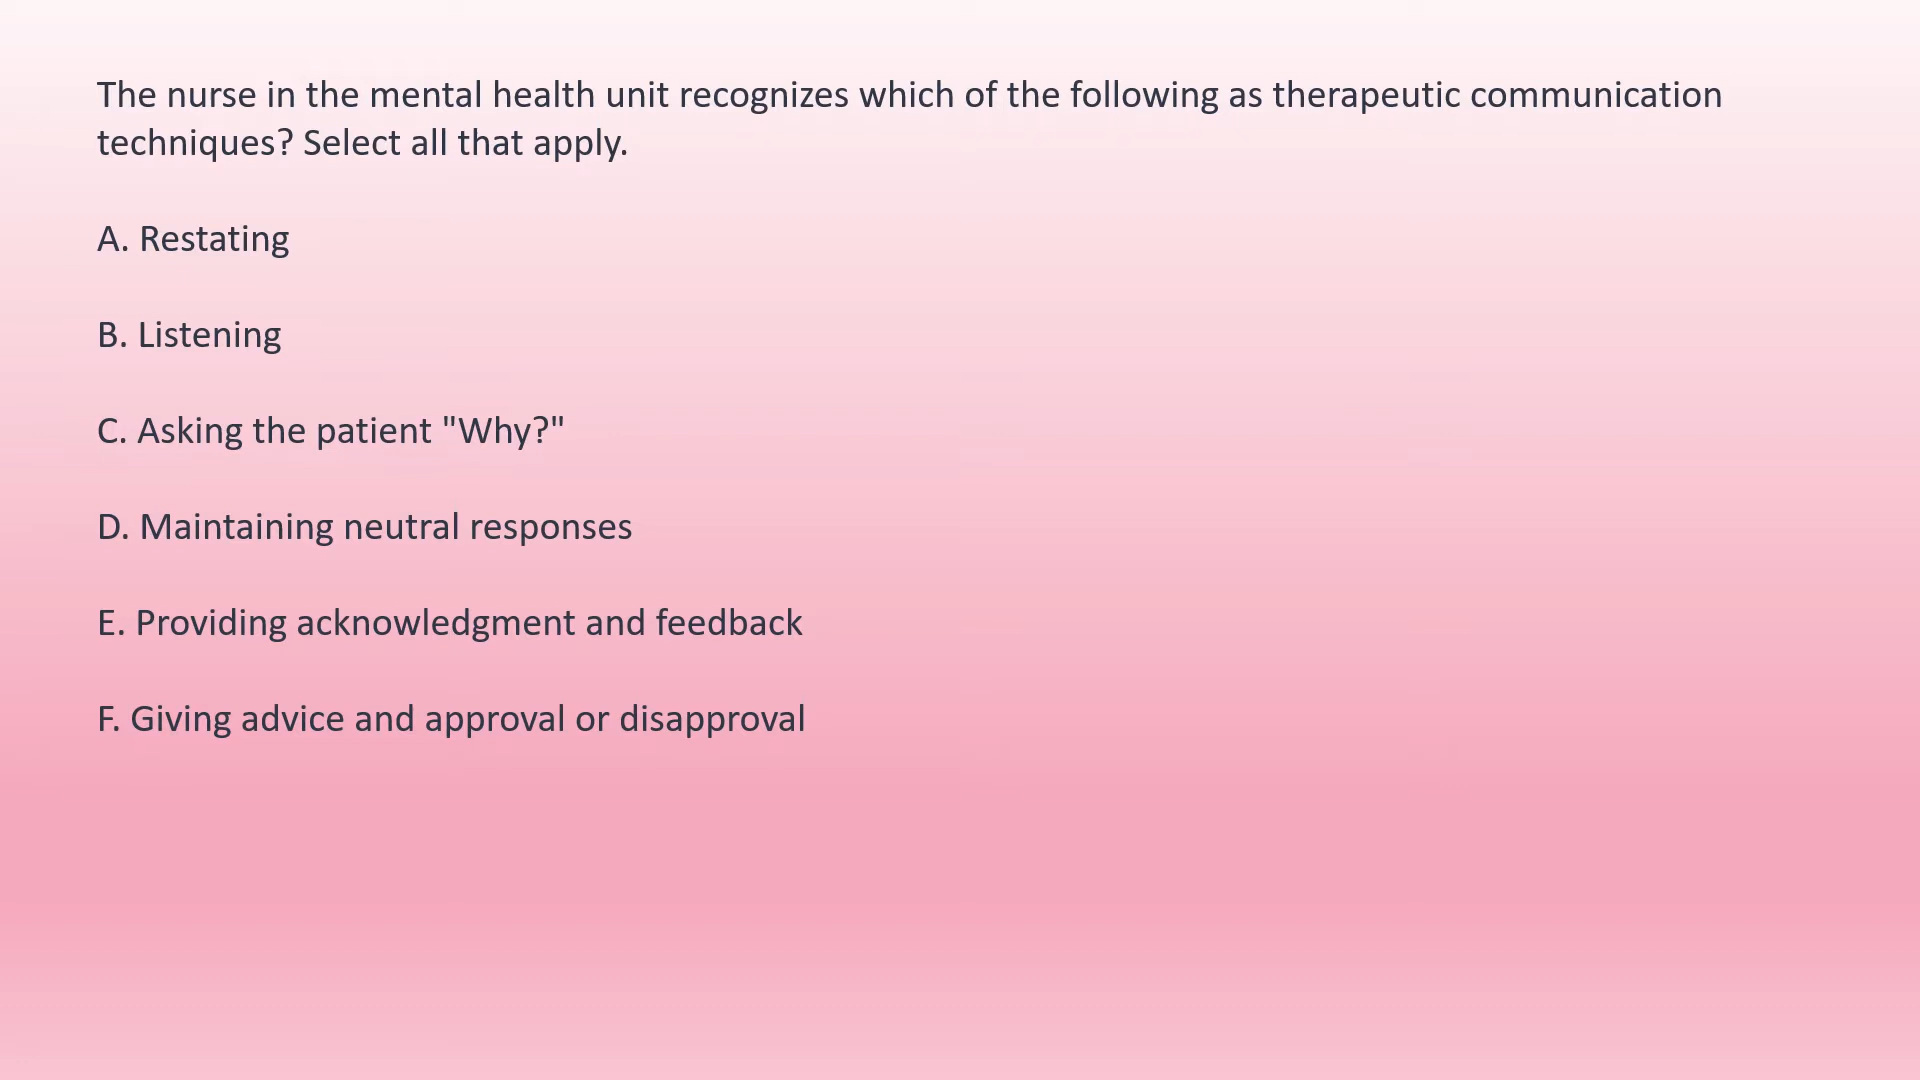 The nurse in the mental health unit recognizes which of the following as therapeutic communication
techniques? Select all that apply.
A. Restating
B. Listening
C. Asking the patient "Why?"
D. Maintaining neutral responses
E. Providing acknowledgment and feedback
F. Giving advice and approval or disapproval